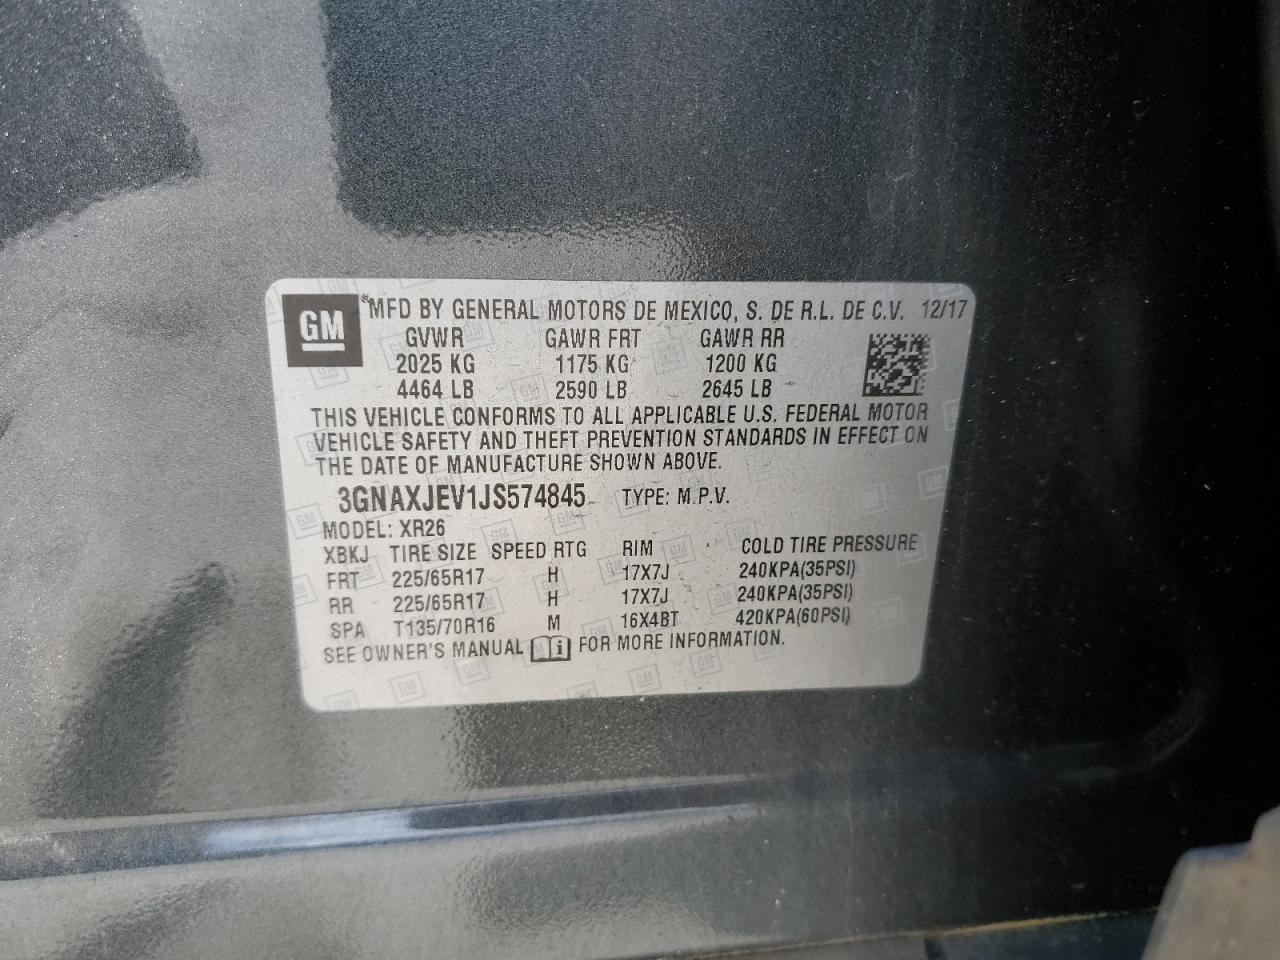 GM ®MFD BY GENERAL MOTORS DE MEXICO, S. DE R.L. DE C.V. 12/17
GVWR GAWR FRT GAWR RR
2025 KG 1175 KG 1200 KG
4464 LB 2590 LB 2645 LB
THIS VEHICLE CONFORMS TO ALL APPLICABLE U.S. FEDERAL MOTOR
VEHICLE SAFETY AND THEFT PREVENTION STANDARDS IN EFFECT ON
THE DATE OF MANUFACTURE SHOWN ABOVE.
3GNAXJEV1JS574845 TYPE: M.P.V.
MODEL: XR26
XBKJ TIRE SIZE SPEED RTG RIM COLD TIRE PRESSURE
FRT 225/65R17 H 17X7J 240KPA(35PSI)
RR 225/65R17 H 17X7J 240KPA(35PSI)
SPA T135/70R16 M 16X4BT 420KPA(60PSI)
SEE OWNER'S MANUAL i FOR MORE INFORMATION.